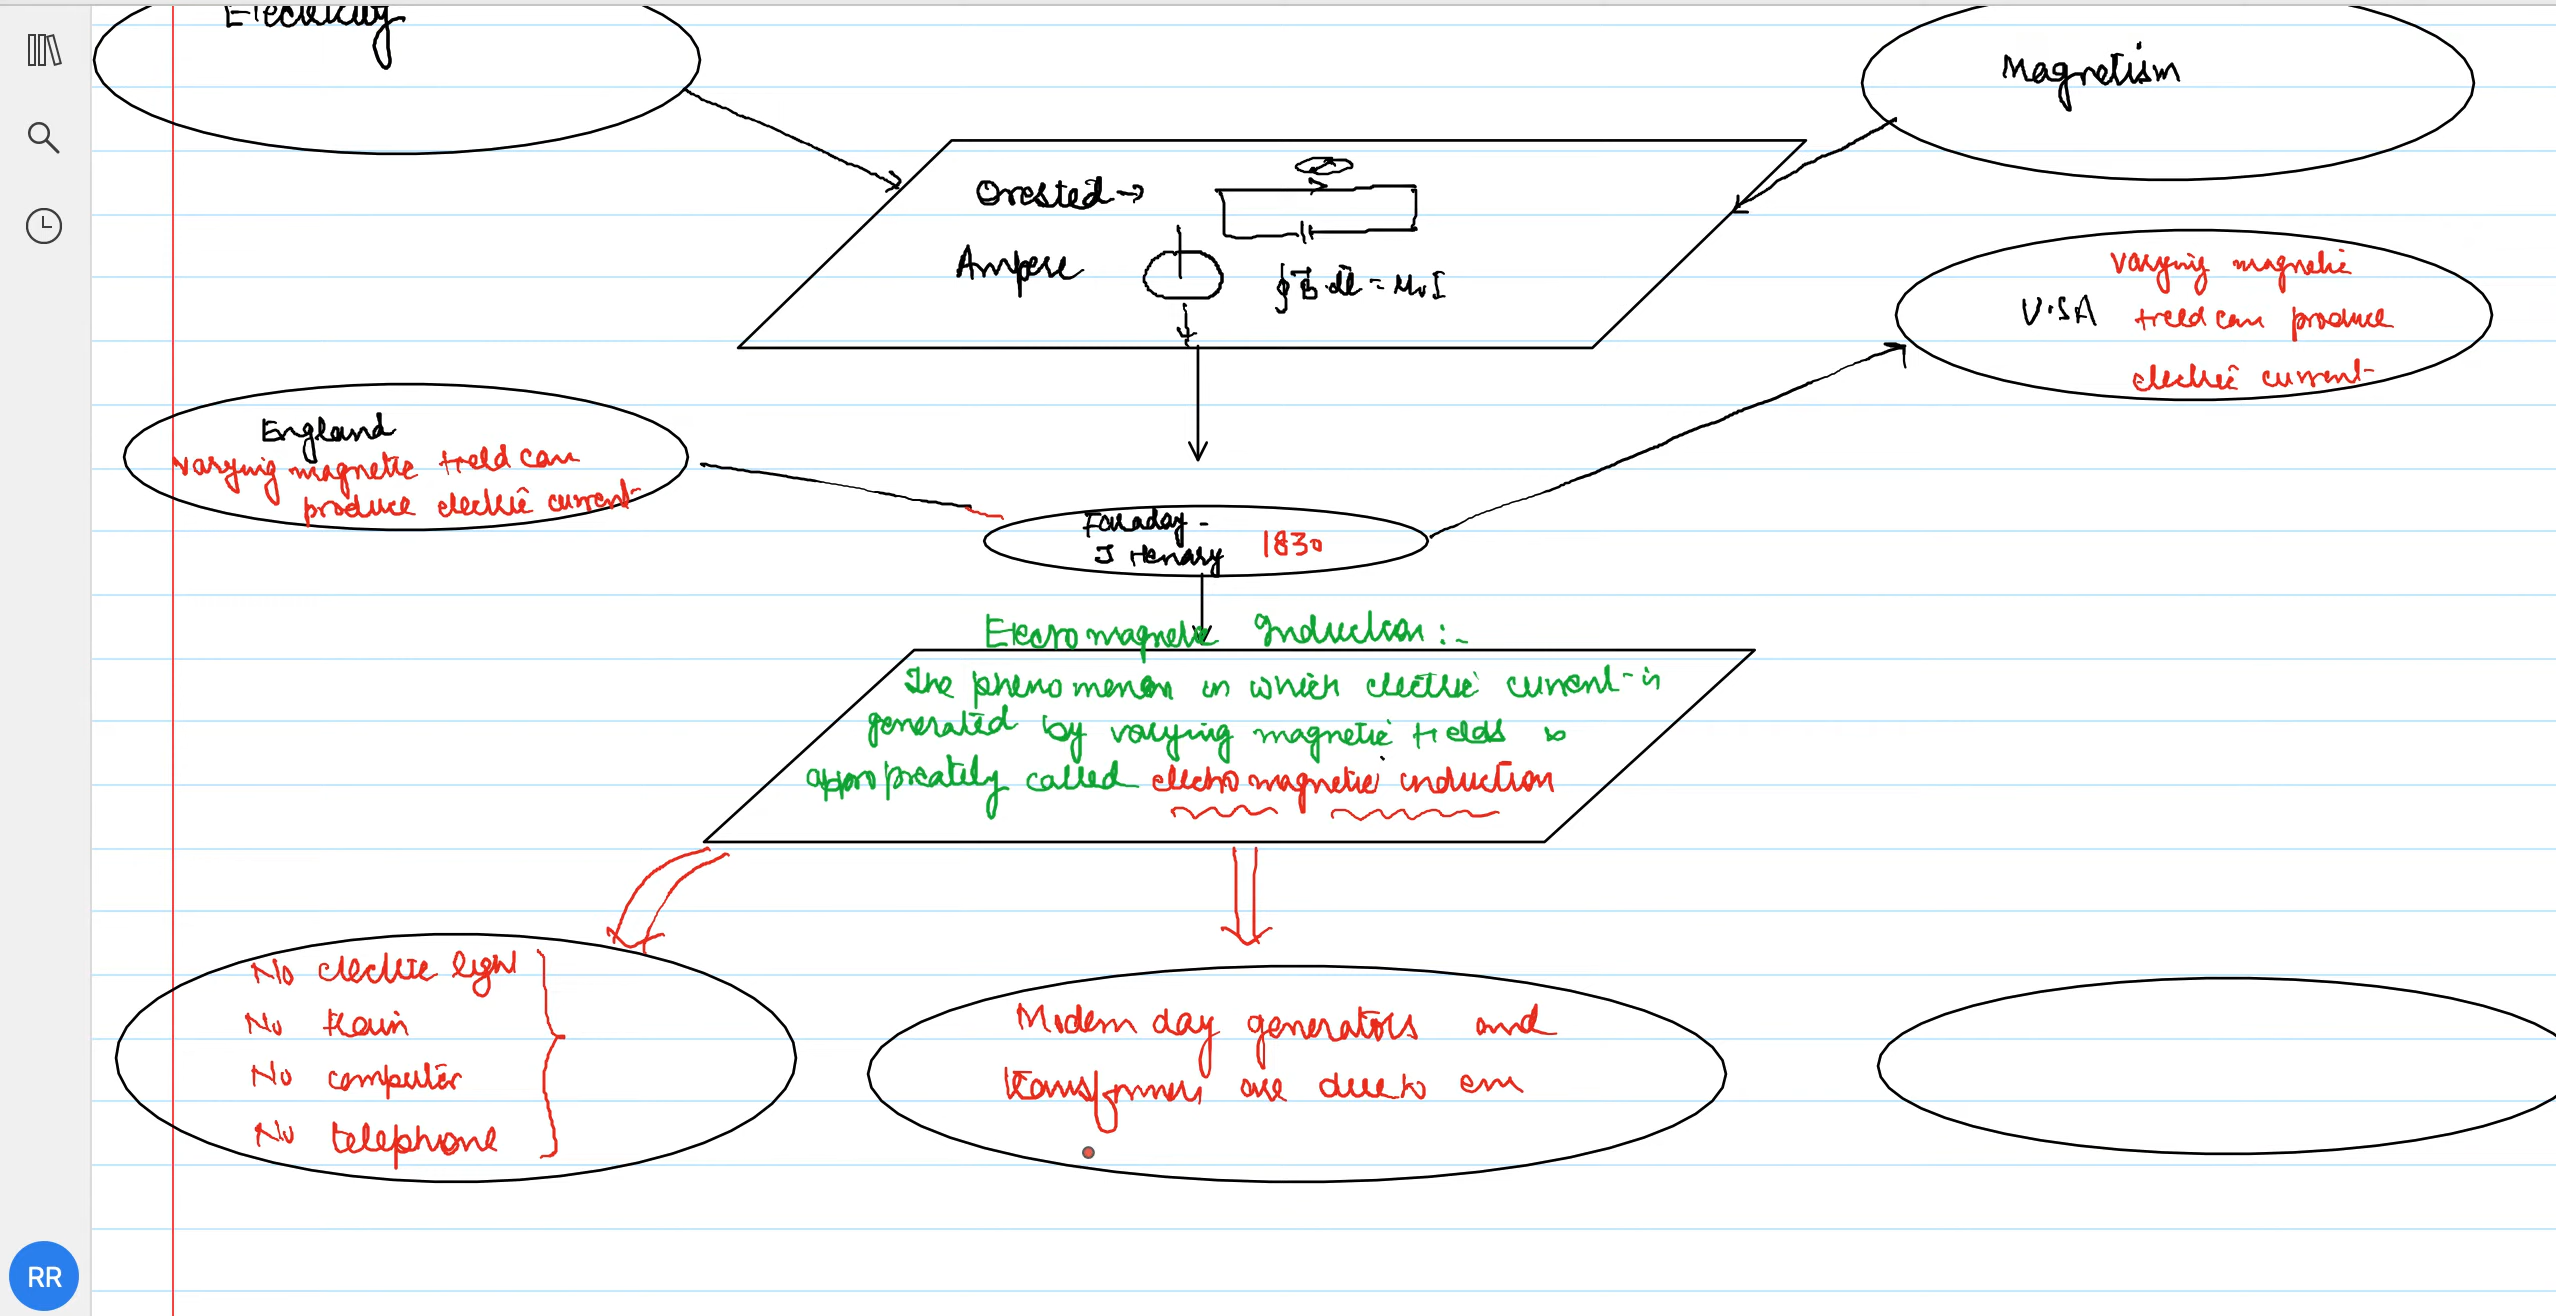 Electricity
Magnetism
Orested →
Ampere
∮B⃗·dl⃗ = μ₀I
U.S.A
varying magnetic
field can produce
electric current
England
varying magnetic field can
produce electric current
Faraday -
J Henary
1830
Electromagnetic Induction :-
The phenomenon in which electric current is
generated by varying magnetic fields is
appropreately called electromagnetic induction
No electric light
No train
No computer
No telephone
Modern day generators and
transformers are due to em
RR